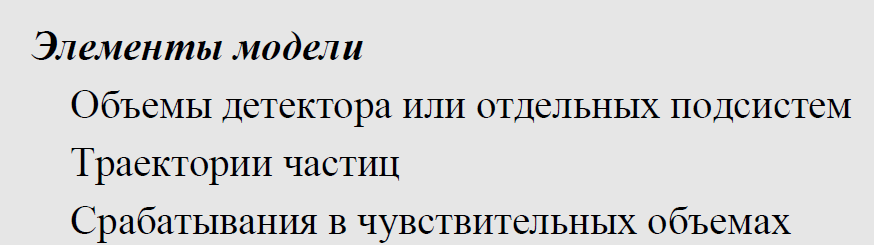 Элементы модели
Объемы детектора или отдельных подсистем
Траектории частиц
Срабатывания в чувствительных объемах